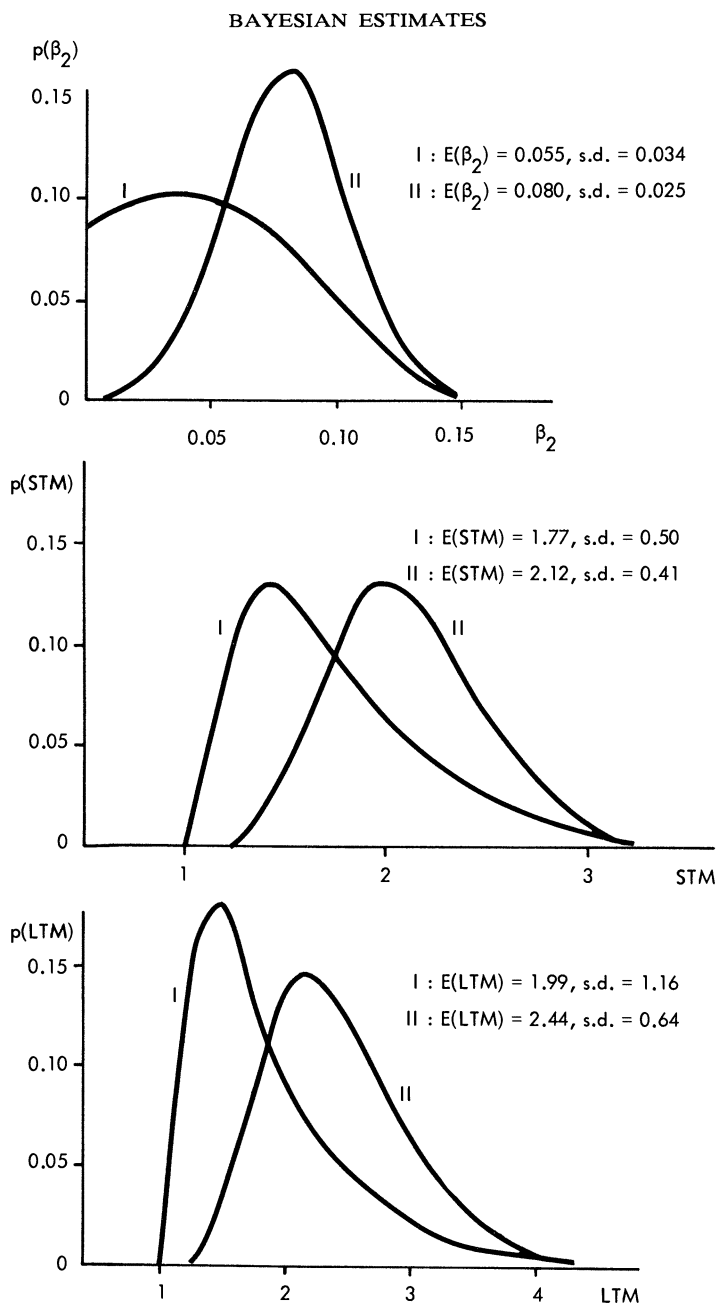 BAYESIAN ESTIMATES
p(β₂)
0.15
I : E(β₂) = 0.055, s.d. = 0.034
II : E(β₂) = 0.080, s.d. = 0.025
I
II
0.10
0.05
0
0.05 0.10 0.15 β₂
p(STM)
0.15
I : E(STM) = 1.77, s.d. = 0.50
II : E(STM) = 2.12, s.d. = 0.41
I
II
0.10
0.05
0
1 2 3 STM
p(LTM)
0.15
I : E(LTM) = 1.99, s.d. = 1.16
II : E(LTM) = 2.44, s.d. = 0.64
I
II
0.10
0.05
0
1 2 3 4 LTM